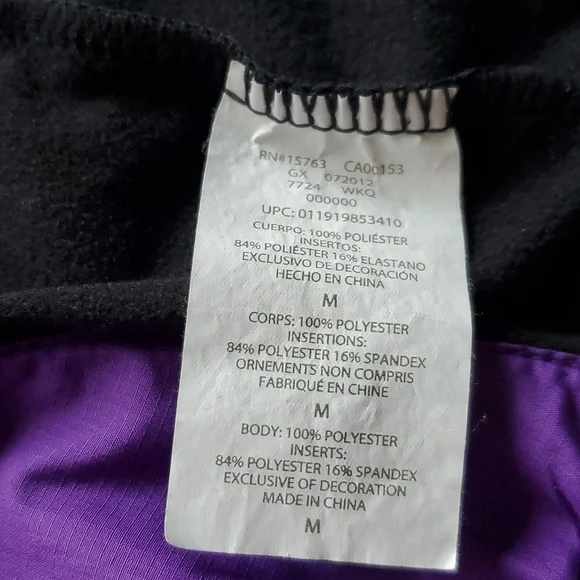 RN#15763 CA00153
GX 072012
7724 WKQ
000000
UPC: 011919853410
CUERPO: 100% POLIÉSTER
INSERTOS:
84% POLIÉSTER 16% ELASTANO
EXCLUSIVO DE DECORACIÓN
HECHO EN CHINA
M
CORPS: 100% POLYESTER
INSERTIONS:
84% POLYESTER 16% SPANDEX
ORNEMENTS NON COMPRIS
FABRIQUÉ EN CHINE
M
BODY: 100% POLYESTER
INSERTS:
84% POLYESTER 16% SPANDEX
EXCLUSIVE OF DECORATION
MADE IN CHINA
M